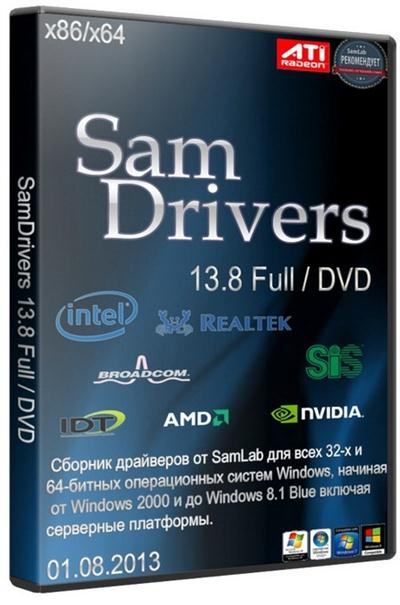 x86/x64
ATI
RADEON
SamLab
РЕКОМЕНДУЕТ
Sam
Drivers
13.8 Full / DVD
SamDrivers 13.8 Full / DVD
intel
REALTEK
BROADCOM
SiS
IDT
AMD
NVIDIA
Сборник драйверов от SamLab для всех 32-х и
64-битных операционных систем Windows, начиная
от Windows 2000 и до Windows 8.1 Blue включая
серверные платформы.
01.08.2013